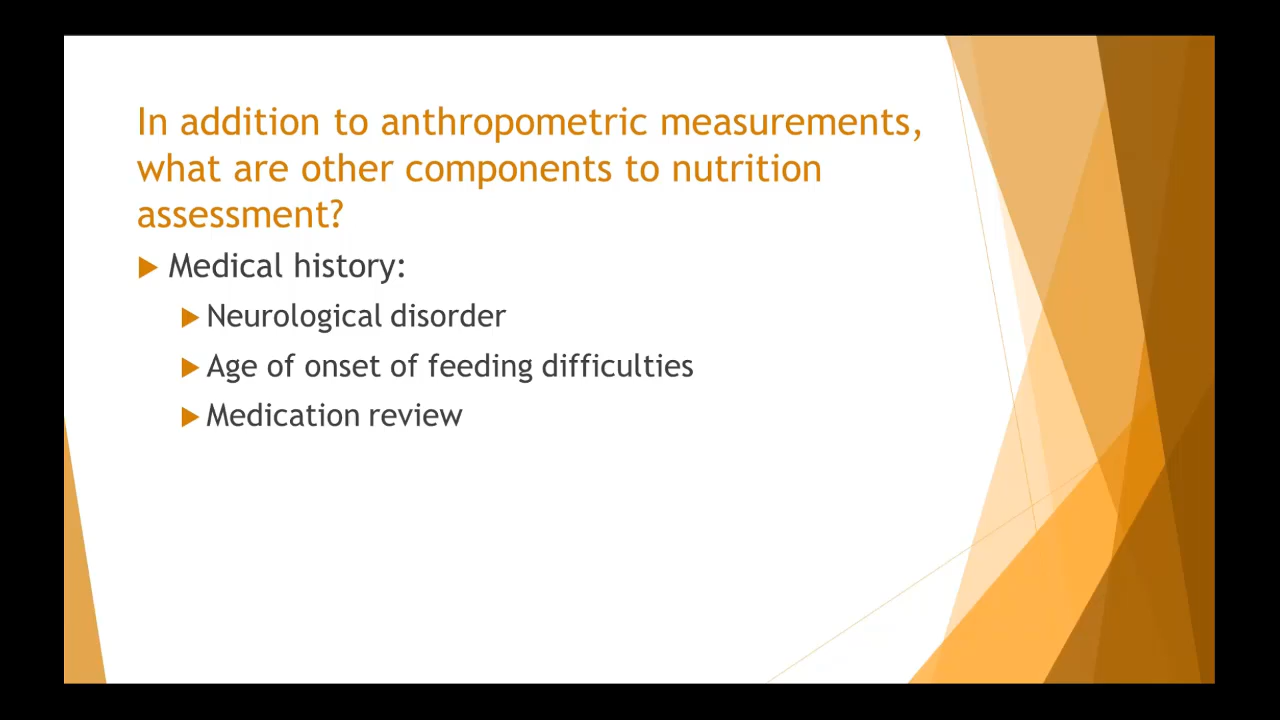 In addition to anthropometric measurements,
what are other components to nutrition
assessment?
Medical history:
Neurological disorder
Age of onset of feeding difficulties
Medication review